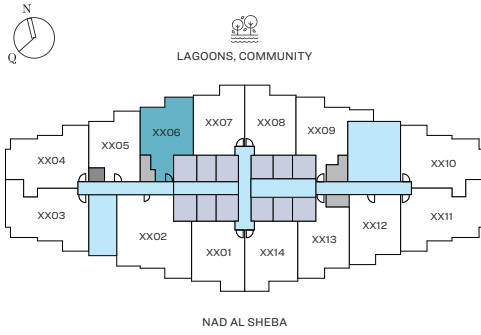 N
Q
LAGOONS, COMMUNITY
XX07 XX08
XX06 XX09
XX05
XX04 XX10
XX03 XX11
XX02 XX12
XX01 XX14 XX13
NAD AL SHEBA